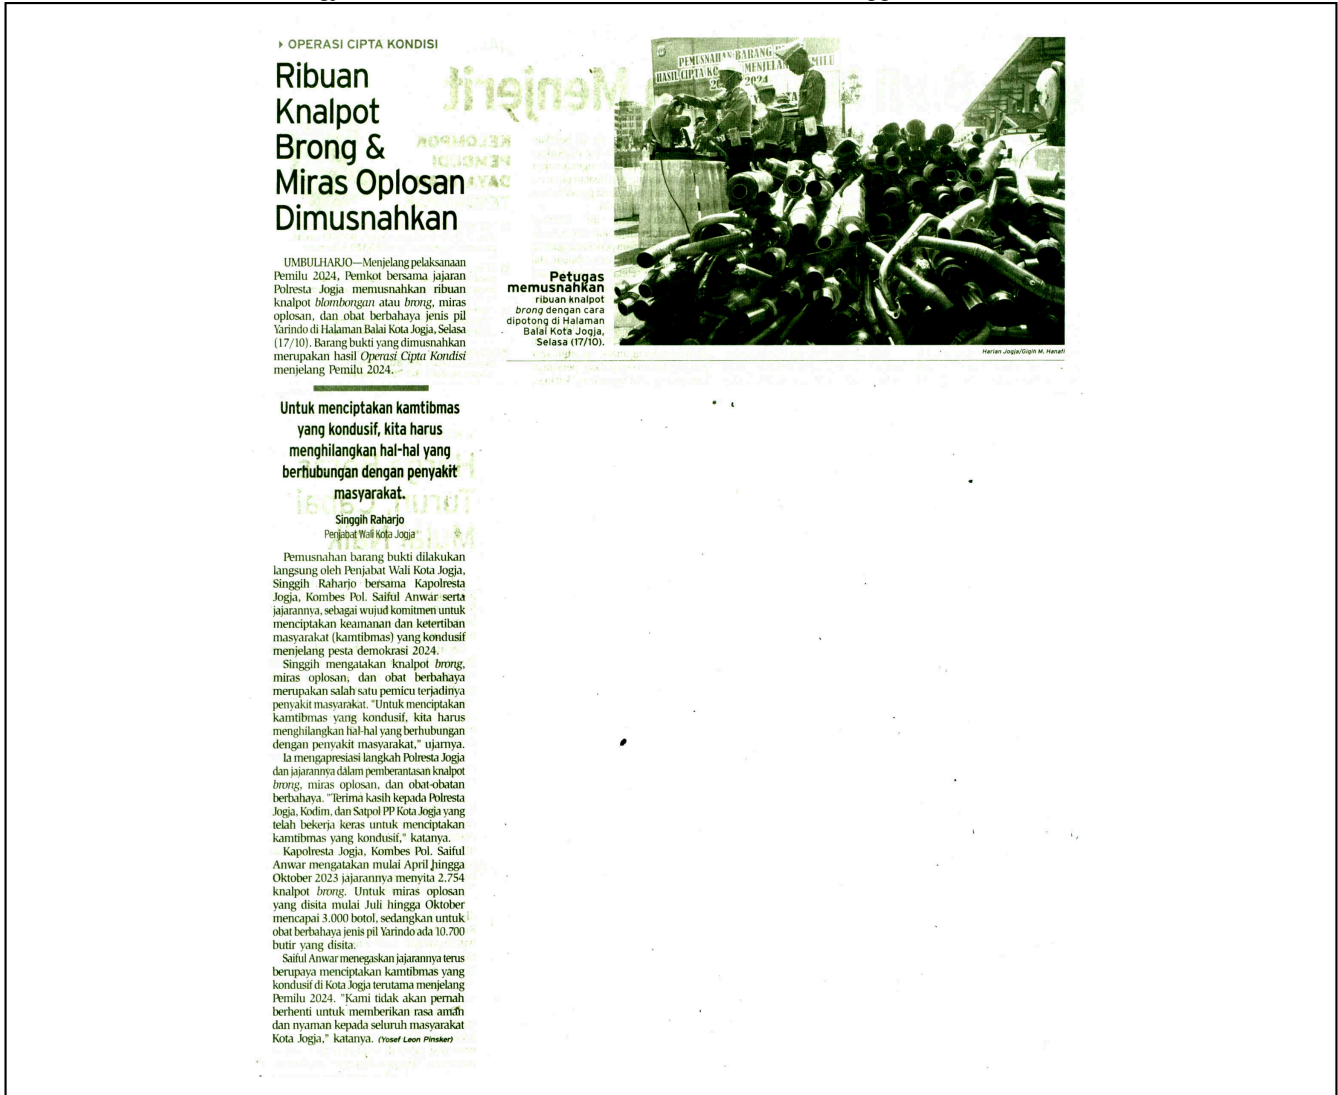 OPERASI CIPTA KONDISI
Ribuan
Knalpot
Brong &
Miras Oplosan
Dimusnahkan
UMBULHARJO—Menjelang pelaksanaan
Pemilu 2024, Pemkot bersama jajaran
Polresta Jogja memusnahkan ribuan
knalpot blombongan atau brong, miras
oplosan, dan obat berbahaya jenis pil
Yarindo di Halaman Balai Kota Jogja, Selasa
(17/10). Barang bukti yang dimusnahkan
merupakan hasil Operasi Cipta Kondisi
menjelang Pemilu 2024.
Untuk menciptakan kamtibmas
yang kondusif, kita harus
menghilangkan hal-hal yang
berhubungan dengan penyakit
masyarakat.
Singgih Raharjo
Penjabat Wali Kota Jogja
Pemusnahan barang bukti dilakukan
langsung oleh Penjabat Wali Kota Jogja,
Singgih Raharjo bersama Kapolresta
Jogja, Kombes Pol. Saiful Anwar serta
jajarannya, sebagai wujud komitmen untuk
menciptakan keamanan dan ketertiban
masyarakat (kamtibmas) yang kondusif
menjelang pesta demokrasi 2024.
Singgih mengatakan knalpot brong,
miras oplosan, dan obat berbahaya
merupakan salah satu pemicu terjadinya
penyakit masyarakat. "Untuk menciptakan
kamtibmas yang kondusif, kita harus
menghilangkan hal-hal yang berhubungan
dengan penyakit masyarakat," ujarnya.
Ia mengapresiasi langkah Polresta Jogja
dan jajarannya dalam pemberantasan knalpot
brong, miras oplosan, dan obat-obatan
berbahaya. "Terima kasih kepada Polresta
Jogja, Kodim, dan Satpol PP Kota Jogja yang
telah bekerja keras untuk menciptakan
kamtibmas yang kondusif," katanya.
Kapolresta Jogja, Kombes Pol. Saiful
Anwar mengatakan mulai April hingga
Oktober 2023 jajarannya menyita 2.754
knalpot brong. Untuk miras oplosan
yang disita mulai Juli hingga Oktober
mencapai 3.000 botol, sedangkan untuk
obat berbahaya jenis pil Yarindo ada 10.700
butir yang disita.
Saiful Anwar menegaskan jajarannya terus
berupaya menciptakan kamtibmas yang
kondusif di Kota Jogja terutama menjelang
Pemilu 2024. "Kami tidak akan pernah
berhenti untuk memberikan rasa aman
dan nyaman kepada seluruh masyarakat
Kota Jogja," katanya. (Yosef Leon Pinsker)
PEMUSNAHAN BARANG
HASIL CIPTA MENJELANG PEMILU
2024
Petugas
memusnahkan
ribuan knalpot
brong dengan cara
dipotong di Halaman
Balai Kota Jogja,
Selasa (17/10).
Harian Jogja/Gigih M. Hanafi